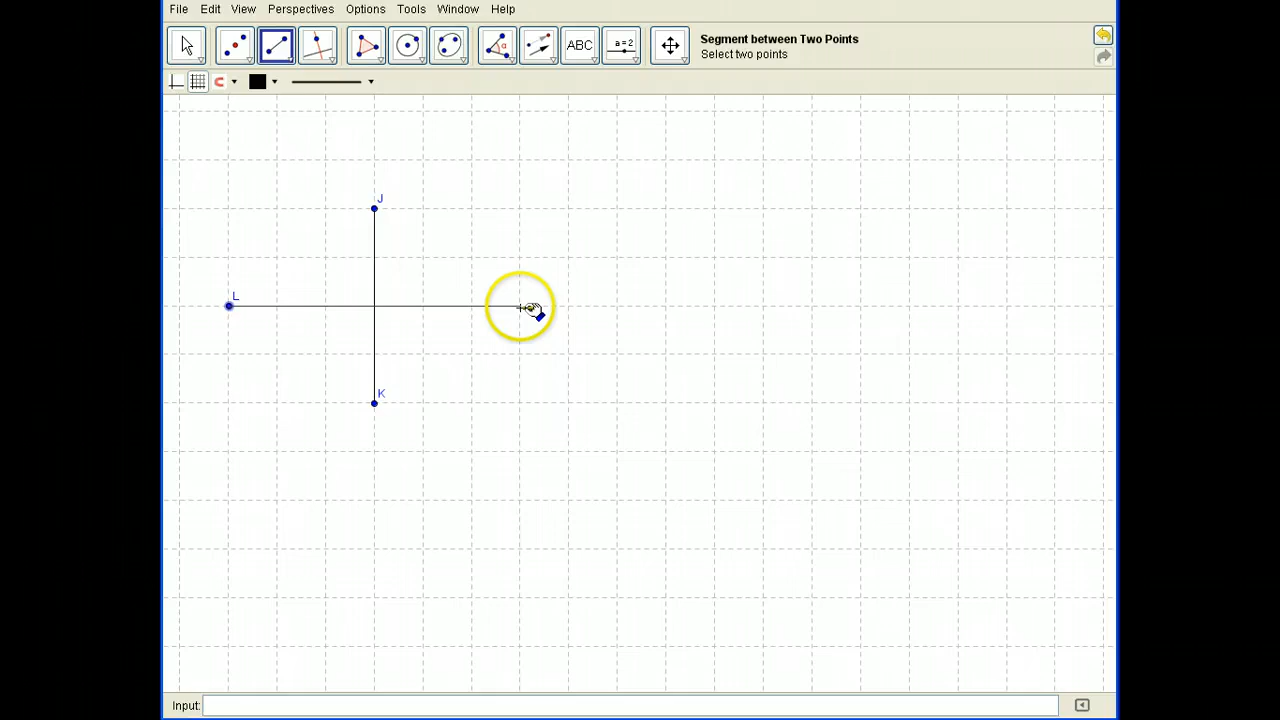 File Edit View Perspectives Options Tools Window Help
ABC
a = 2
α
Segment between Two Points
Select two points
J
L
K
Input: